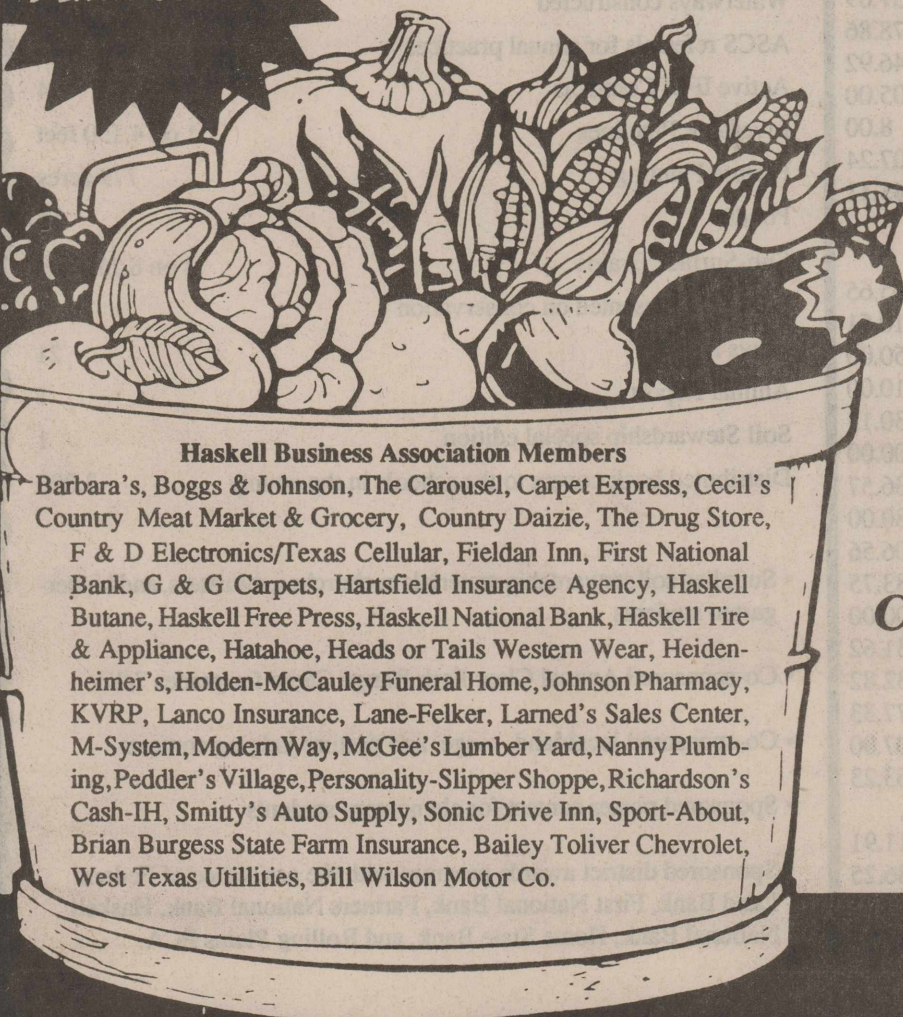 Haskell Business Association Members
Barbara's, Boggs & Johnson, The Carousel, Carpet Express, Cecil's
Country Meat Market & Grocery, Country Daizie, The Drug Store,
F & D Electronics/Texas Cellular, Fieldan Inn, First National
Bank, G & G Carpets, Hartsfield Insurance Agency, Haskell
Butane, Haskell Free Press, Haskell National Bank, Haskell Tire
& Appliance, Hatahoe, Heads or Tails Western Wear, Heiden-
heimer's, Holden-McCauley Funeral Home, Johnson Pharmacy,
KVRP, Lanco Insurance, Lane-Felker, Larned's Sales Center,
M-System, Modern Way, McGee's Lumber Yard, Nanny Plumb-
ing, Peddler's Village, Personality-Slipper Shoppe, Richardson's
Cash-IH, Smitty's Auto Supply, Sonic Drive Inn, Sport-About,
Brian Burgess State Farm Insurance, Bailey Toliver Chevrolet,
West Texas Utillities, Bill Wilson Motor Co.